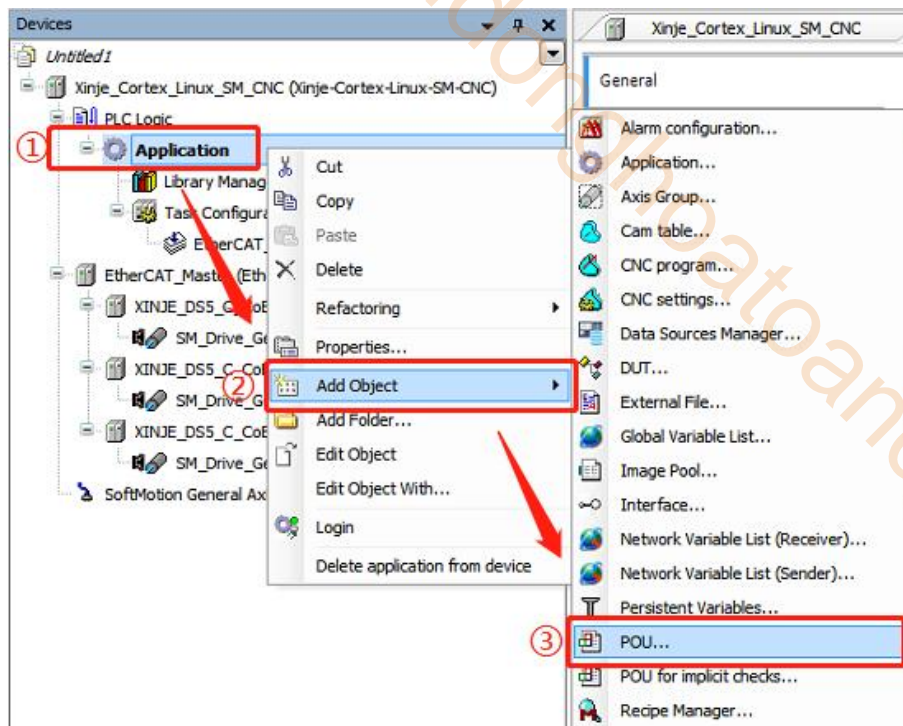 Devices
Untitled1
Xinje_Cortex_Linux_SM_CNC (Xinje-Cortex-Linux-SM-CNC)
PLC Logic
① Application
Library Manag
Task Configura
EtherCAT_
EtherCAT_Master (Eth
XINJE_DS5_C_CoE
SM_Drive_Ge
XINJE_DS5_C_CoE
SM_Drive_G
XINJE_DS5_C_CoE
SM_Drive_Ge
SoftMotion General Ax
Cut
Copy
Paste
Delete
Refactoring
Properties...
② Add Object
Add Folder...
Edit Object
Edit Object With...
Login
Delete application from device
Xinje_Cortex_Linux_SM_CNC
General
Alarm configuration...
Application...
Axis Group...
Cam table...
CNC program...
CNC settings...
Data Sources Manager...
DUT...
External File...
Global Variable List...
Image Pool...
Interface...
Network Variable List (Receiver)...
Network Variable List (Sender)...
Persistent Variables...
③ POU...
POU for implicit checks...
Recipe Manager...